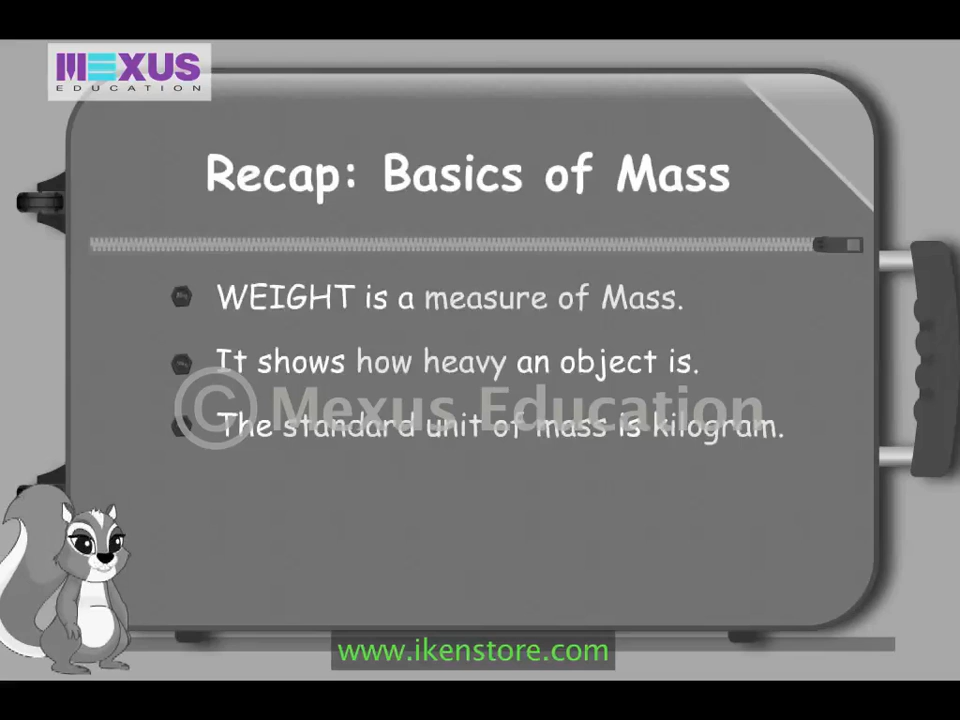 MEXUS
EDUCATION
Recap: Basics of Mass
WEIGHT is a measure of Mass.
It shows how heavy an object is.
© Mexus Education
The standard unit of mass is kilogram.
www.ikenstore.com